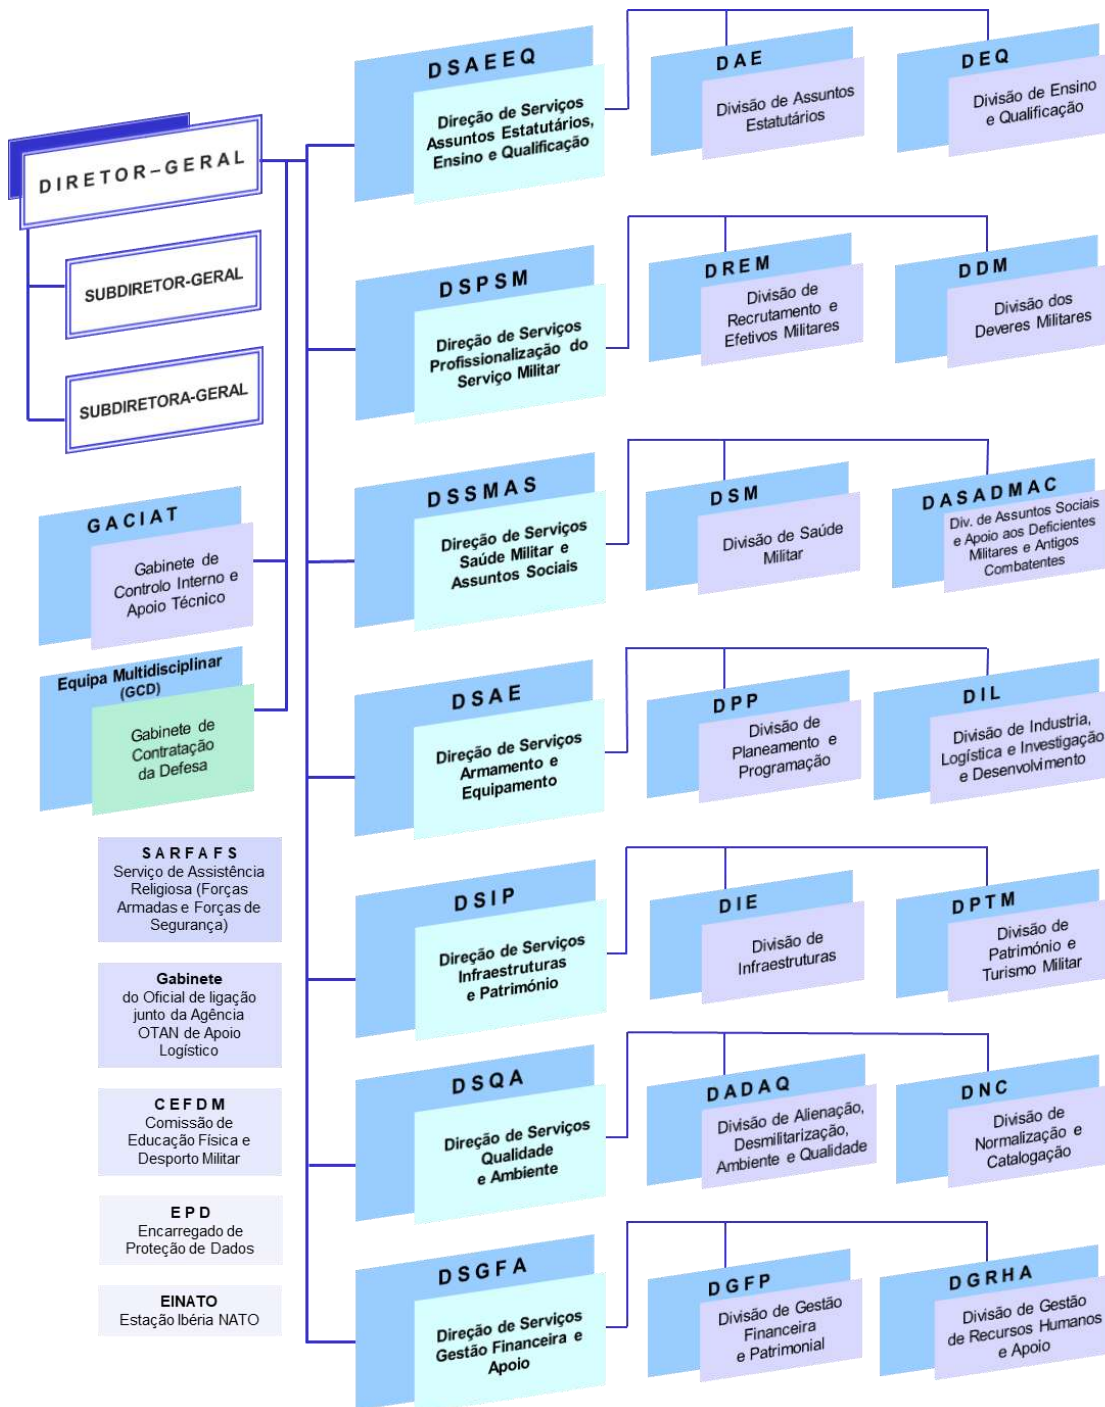 DIRETOR–GERAL
SUBDIRETOR-GERAL
SUBDIRETORA-GERAL
GACIAT
Gabinete de
Controlo Interno e
Apoio Técnico
Equipa Multidisciplinar
(GCD)
Gabinete de
Contratação
da Defesa
SARFAFS
Serviço de Assistência
Religiosa (Forças
Armadas e Forças de
Segurança)
Gabinete
do Oficial de ligação
junto da Agência
OTAN de Apoio
Logístico
CEFDM
Comissão de
Educação Física e
Desporto Militar
EPD
Encarregado de
Proteção de Dados
EINATO
Estação Ibéria NATO
DSAEEQ
Direção de Serviços
Assuntos Estatutários,
Ensino e Qualificação
DAE
Divisão de Assuntos
Estatutários
DEQ
Divisão de Ensino
e Qualificação
DSPSM
Direção de Serviços
Profissionalização do
Serviço Militar
DREM
Divisão de
Recrutamento e
Efetivos Militares
DDM
Divisão dos
Deveres Militares
DSSMAS
Direção de Serviços
Saúde Militar e
Assuntos Sociais
DSM
Divisão de Saúde
Militar
DASADMAC
Div. de Assuntos Sociais
e Apoio aos Deficientes
Militares e Antigos
Combatentes
DSAE
Direção de Serviços
Armamento e
Equipamento
DPP
Divisão de
Planeamento e
Programação
DIL
Divisão de Industria,
Logística e Investigação
e Desenvolvimento
DSIP
Direção de Serviços
Infraestruturas
e Património
DIE
Divisão de
Infraestruturas
DPTM
Divisão de
Património e
Turismo Militar
DSQA
Direção de Serviços
Qualidade
e Ambiente
DADAQ
Divisão de Alienação,
Desmilitarização,
Ambiente e Qualidade
DNC
Divisão de
Normalização e
Catalogação
DSGFA
Direção de Serviços
Gestão Financeira e
Apoio
DGFP
Divisão de Gestão
Financeira
e Patrimonial
DGRHA
Divisão de Gestão
de Recursos Humanos
e Apoio